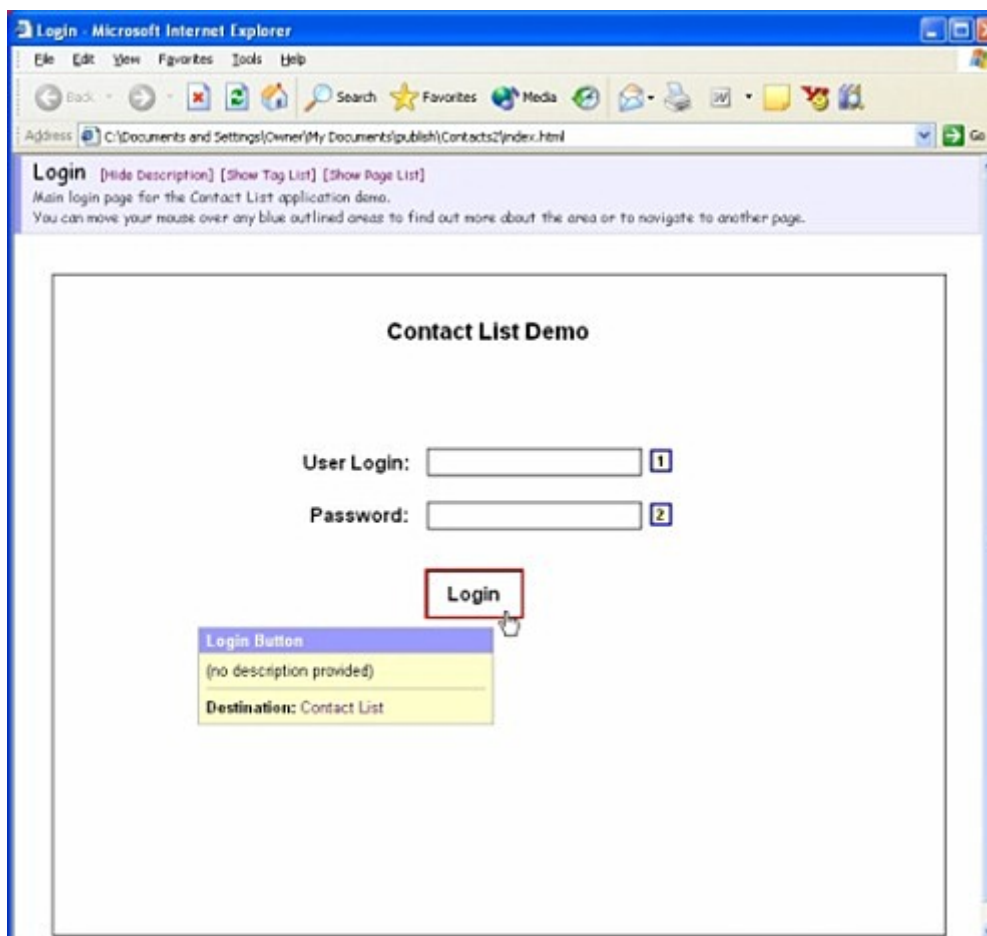 Login - Microsoft Internet Explorer
File Edit View Favorites Tools Help
Back Search Favorites Media W
Address C:\Documents and Settings\Owner\My Documents\publish\Contacts2\index.html Go
Login [Hide Description] [Show Tag List] [Show Page List]
Main login page for the Contact List application demo.
You can move your mouse over any blue outlined areas to find out more about the area or to navigate to another page.
Contact List Demo
User Login: 1
Password: 2
Login
Login Button
(no description provided)
Destination: Contact List